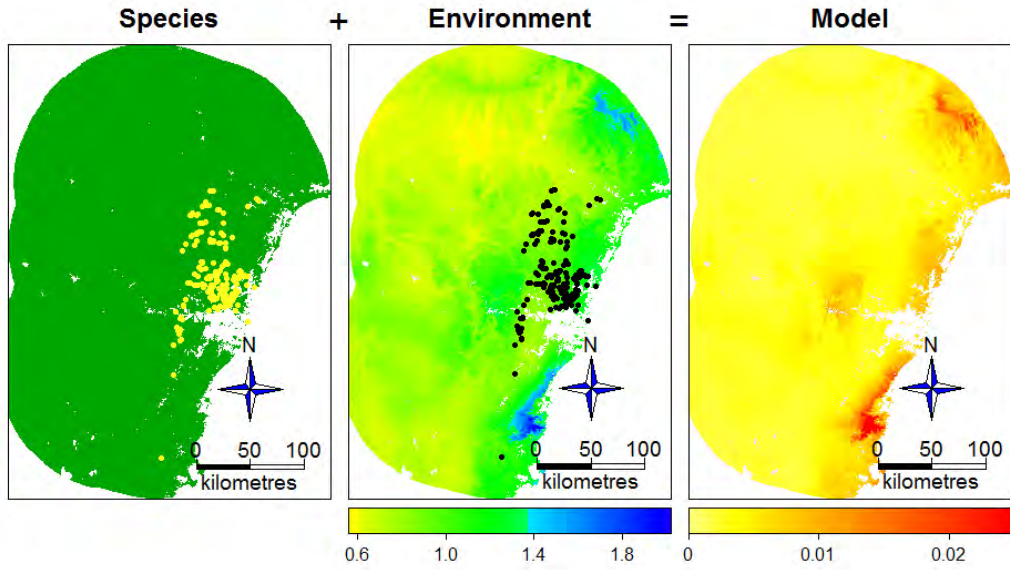 Species + Environment = Model
N
0 50 100
kilometres
N
0 50 100
kilometres
N
0 50 100
kilometres
0.6 1.0 1.4 1.8
0 0.01 0.02